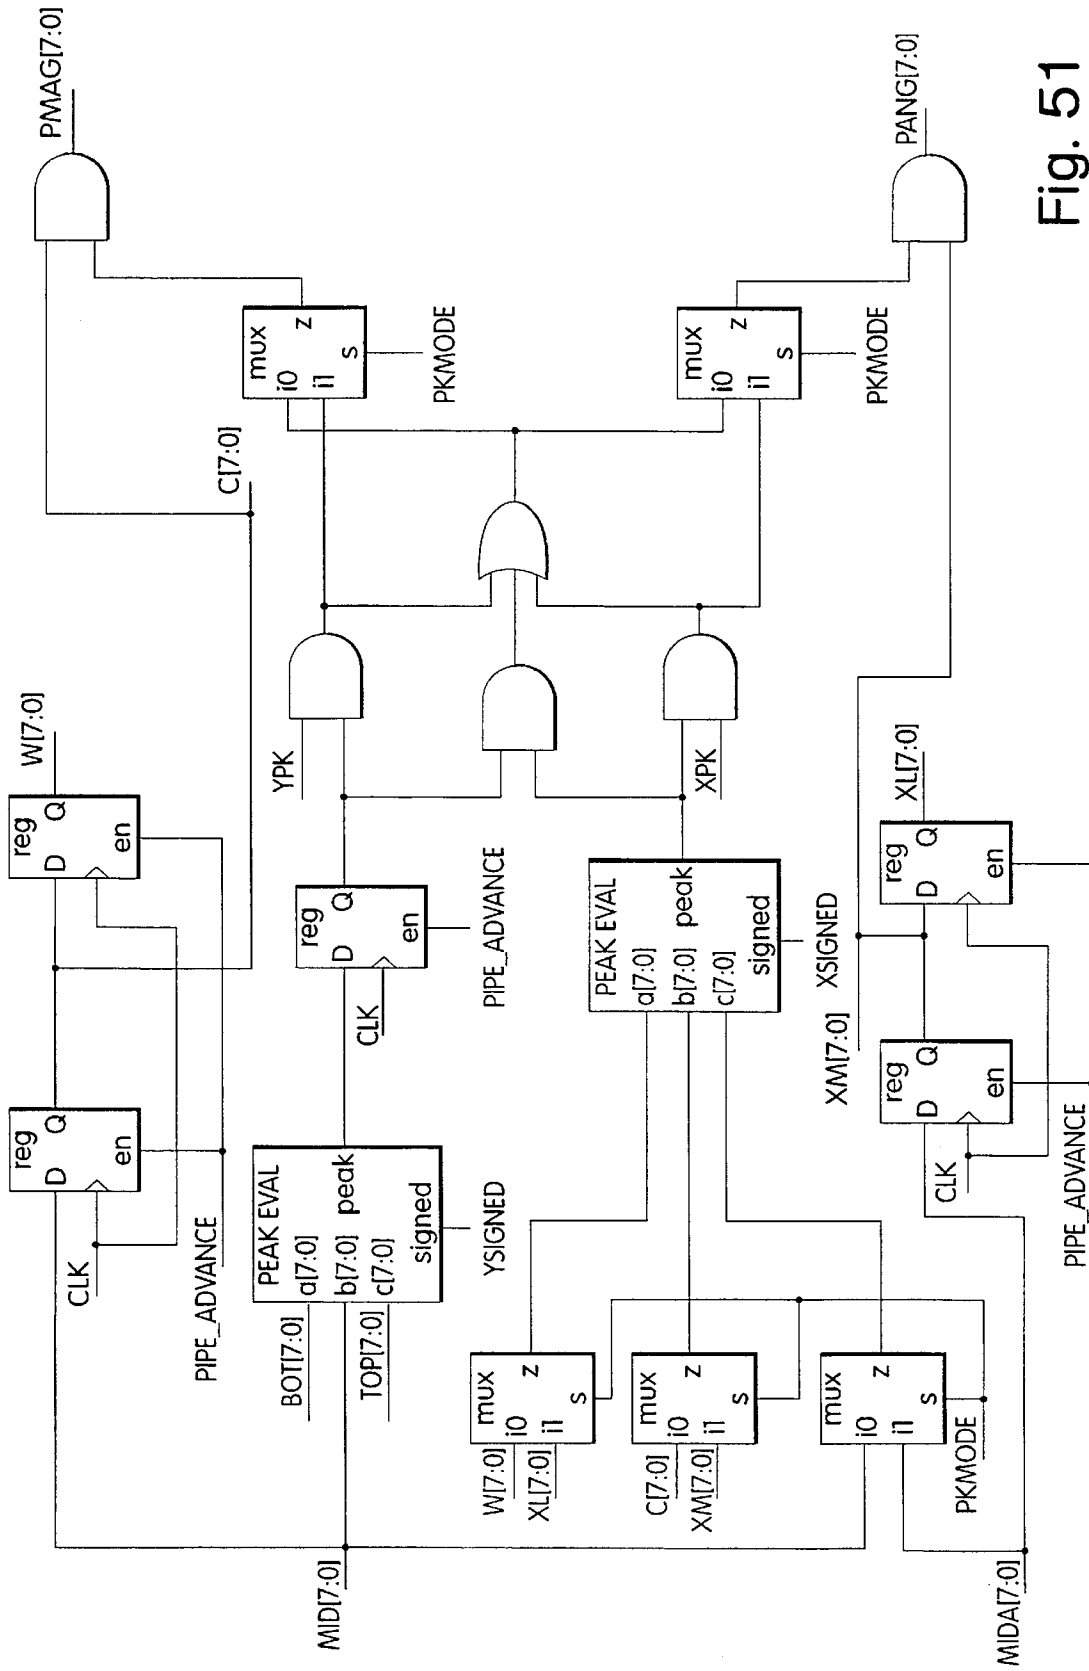 PMAG[7:0]
PANG[7:0]
Fig. 51
mux
i0
i1
z
s
PKMODE
mux
i0
i1
z
s
PKMODE
C[7:0]
W[7:0]
reg
D
Q
en
reg
D
Q
en
CLK
PIPE_ADVANCE
YPK
XPK
reg
D
Q
en
CLK
PIPE_ADVANCE
PEAK EVAL
a[7:0]
b[7:0] peak
c[7:0]
signed
BOT[7:0]
TOP[7:0]
YSIGNED
MID[7:0]
PEAK EVAL
a[7:0]
b[7:0] peak
c[7:0]
signed
XSIGNED
mux
i0
i1
z
s
W[7:0]
XL[7:0]
mux
i0
i1
z
s
C[7:0]
XM[7:0]
mux
i0
i1
z
s
PKMODE
MIDA[7:0]
XM[7:0]
XL[7:0]
reg
D
Q
en
reg
D
Q
en
CLK
PIPE_ADVANCE